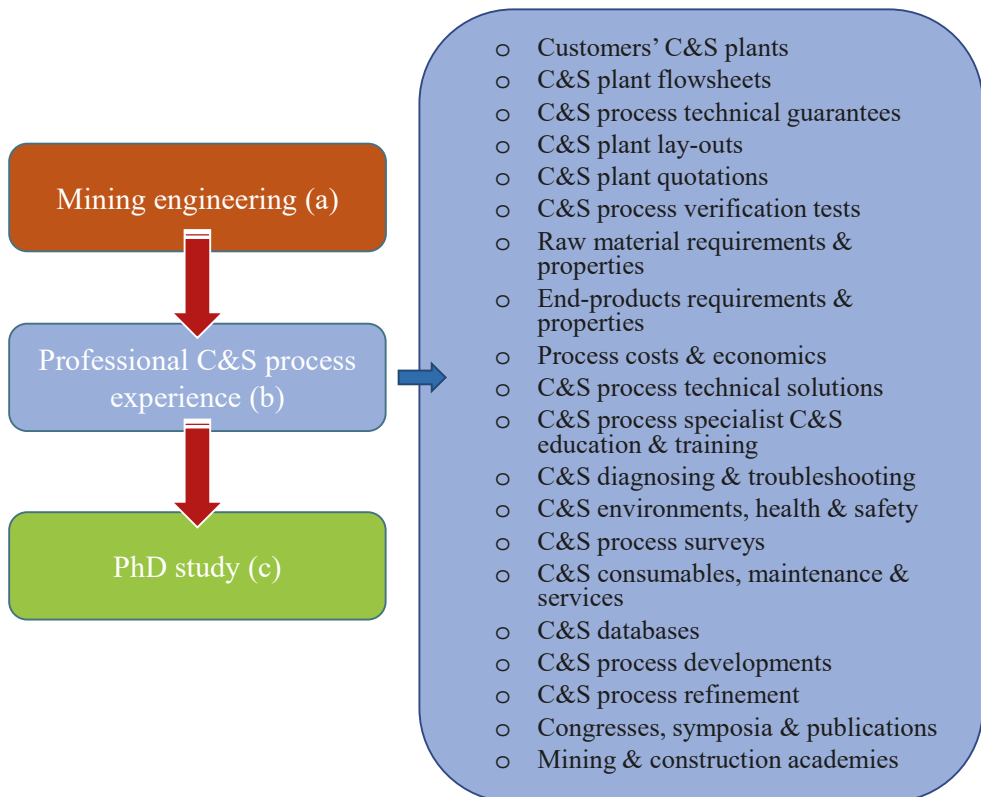 Mining engineering (a)
Professional C&S process
experience (b)
PhD study (c)
o Customers’ C&S plants
o C&S plant flowsheets
o C&S process technical guarantees
o C&S plant lay-outs
o C&S plant quotations
o C&S process verification tests
o Raw material requirements &
properties
o End-products requirements &
properties
o Process costs & economics
o C&S process technical solutions
o C&S process specialist C&S
education & training
o C&S diagnosing & troubleshooting
o C&S environments, health & safety
o C&S process surveys
o C&S consumables, maintenance &
services
o C&S databases
o C&S process developments
o C&S process refinement
o Congresses, symposia & publications
o Mining & construction academies